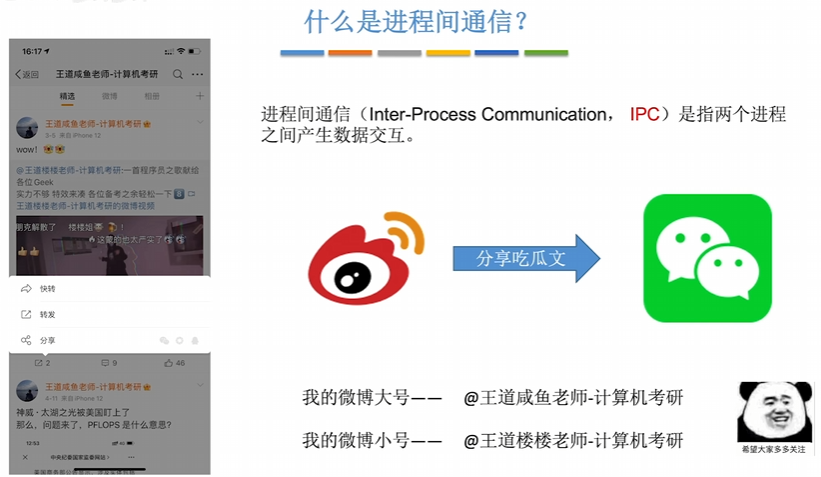 什么是进程间通信？
进程间通信（Inter-Process Communication， IPC）是指两个进程
之间产生数据交互。
分享吃瓜文
我的微博大号—— @王道咸鱼老师-计算机考研
我的微博小号—— @王道楼楼老师-计算机考研
希望大家多多关注
16:17
返回 王道咸鱼老师-计算机考研
精选 微博 相册
王道咸鱼老师-计算机考研
3-5 来自iPhone 12
wow！
@王道楼楼老师-计算机考研:一首程序员之歌献给
各位Geek
实力不够 特效来凑 各位备考之余轻松一下
王道楼楼老师-计算机考研的微博视频
朋克解散了 楼楼姐 ！
这蕾的也太产实了
快转
转发
分享
2 9 46
王道咸鱼老师-计算机考研
4-11 来自iPhone 12
神威·太湖之光被美国盯上了
那么，问题来了，PFLOPS 是什么意思？
12:53
中央纪委国家监委网站